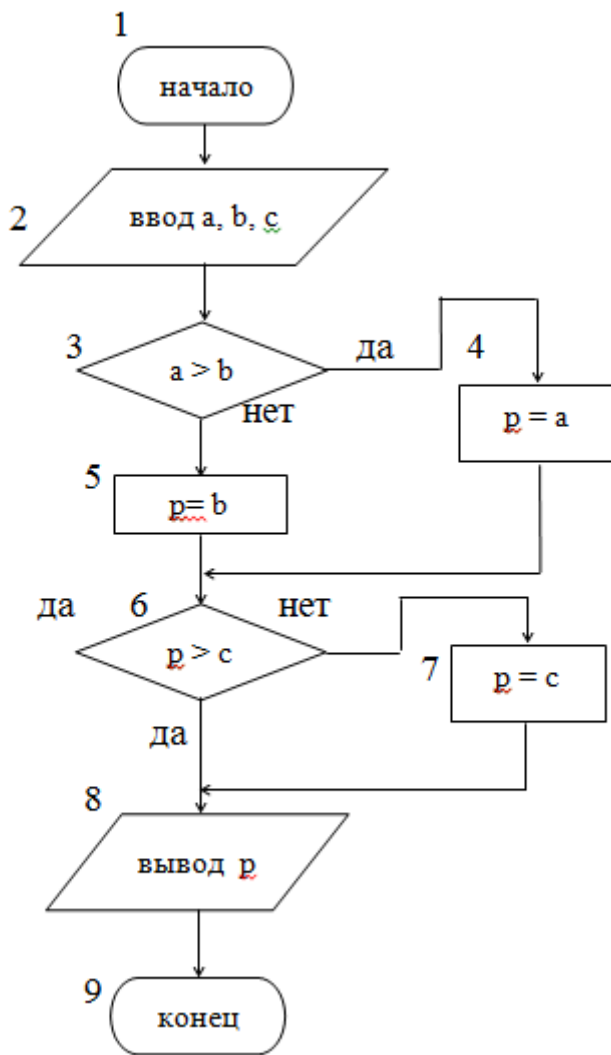 1
начало
2
ввод a, b, c
3
a > b
да
4
нет
p = a
5
p= b
да
6
нет
p > c
7
p = c
да
8
вывод p
9
конец